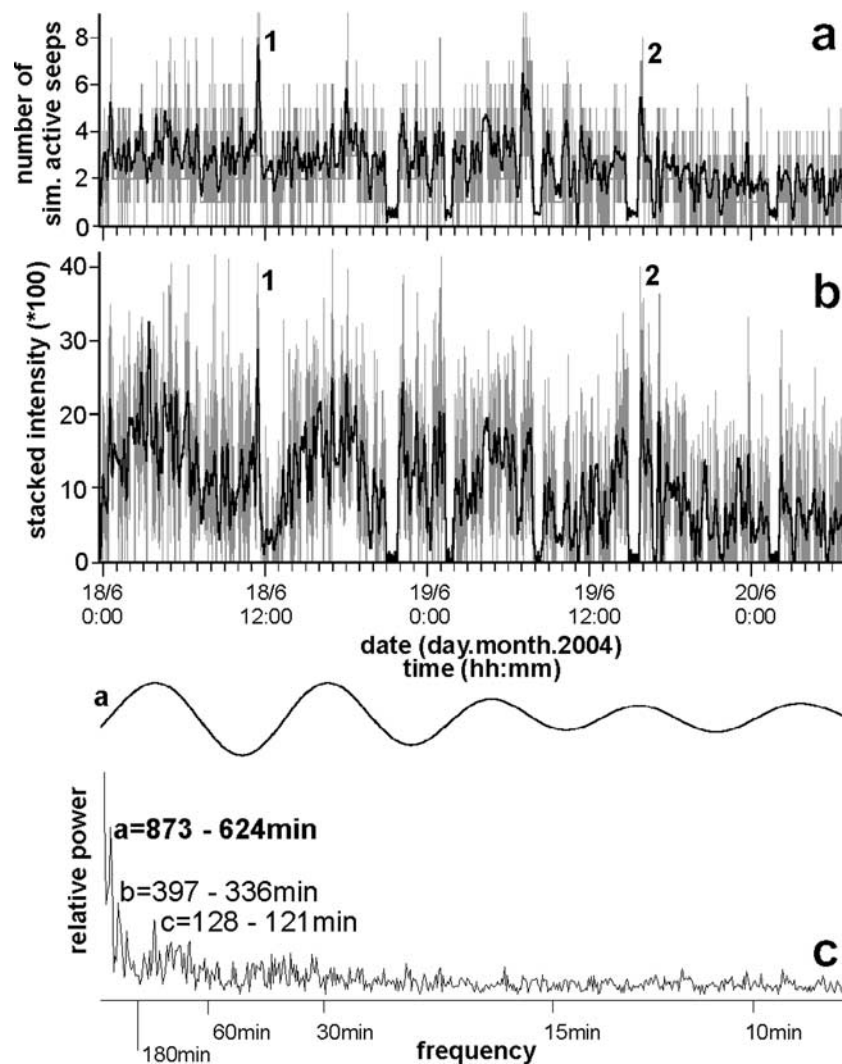 a
number of
sim. active seeps
8
6
4
2
0
1
2
b
stacked intensity (*100)
40
30
20
10
0
1
2
18/6 18/6 19/6 19/6 20/6
0:00 12:00 0:00 12:00 0:00
date (day.month.2004)
time (hh:mm)
a
relative power
a=873 - 624min
b=397 - 336min
c=128 - 121min
c
60min 30min 15min 10min
180min
frequency